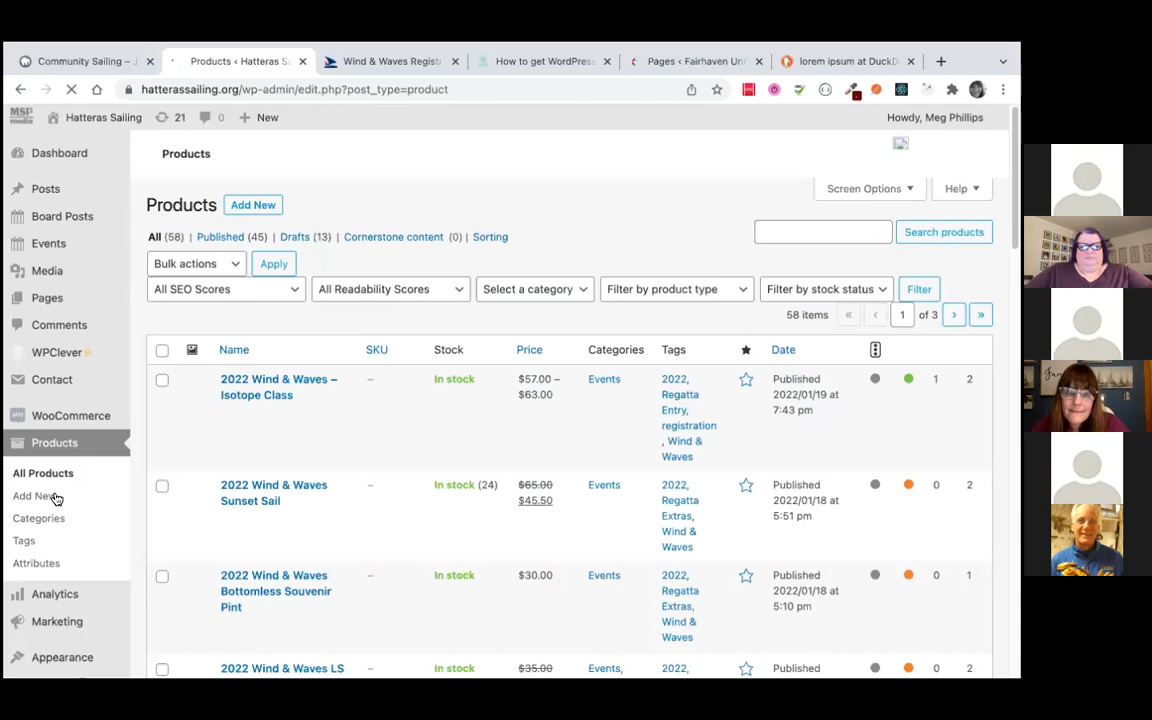 Community Sailing –
Products ‹ Hatteras S
Wind & Waves Registr
How to get WordPress
Pages ‹ Fairhaven Uni
lorem ipsum at DuckD
hatterassailing.org/wp-admin/edit.php?post_type=product
MSP media
Hatteras Sailing
21
0
New
Howdy, Meg Phillips
Dashboard
Posts
Board Posts
Events
Media
Pages
Comments
WPClever⚡
Contact
WooCommerce
Products
All Products
Add New
Categories
Tags
Attributes
Analytics
Marketing
Appearance
Products
Screen Options
Help
Products
Add New
All (58) | Published (45) | Drafts (13) | Cornerstone content (0) | Sorting
Search products
Bulk actions
Apply
All SEO Scores
All Readability Scores
Select a category
Filter by product type
Filter by stock status
Filter
58 items « ‹ 1 of 3 › »
Name SKU Stock Price Categories Tags Date
2022 Wind & Waves –
Isotope Class
–
In stock
$57.00 –
$63.00
Events
2022,
Regatta
Entry,
registration
, Wind &
Waves
Published
2022/01/19 at
7:43 pm
1
2
2022 Wind & Waves
Sunset Sail
–
In stock (24)
$65.00
$45.50
Events
2022,
Regatta
Extras,
Wind &
Waves
Published
2022/01/18 at
5:51 pm
0
2
2022 Wind & Waves
Bottomless Souvenir
Pint
–
In stock
$30.00
Events
2022,
Regatta
Extras,
Wind &
Waves
Published
2022/01/18 at
5:10 pm
0
1
2022 Wind & Waves LS
–
In stock
$35.00
Events,
2022,
Published
0
2